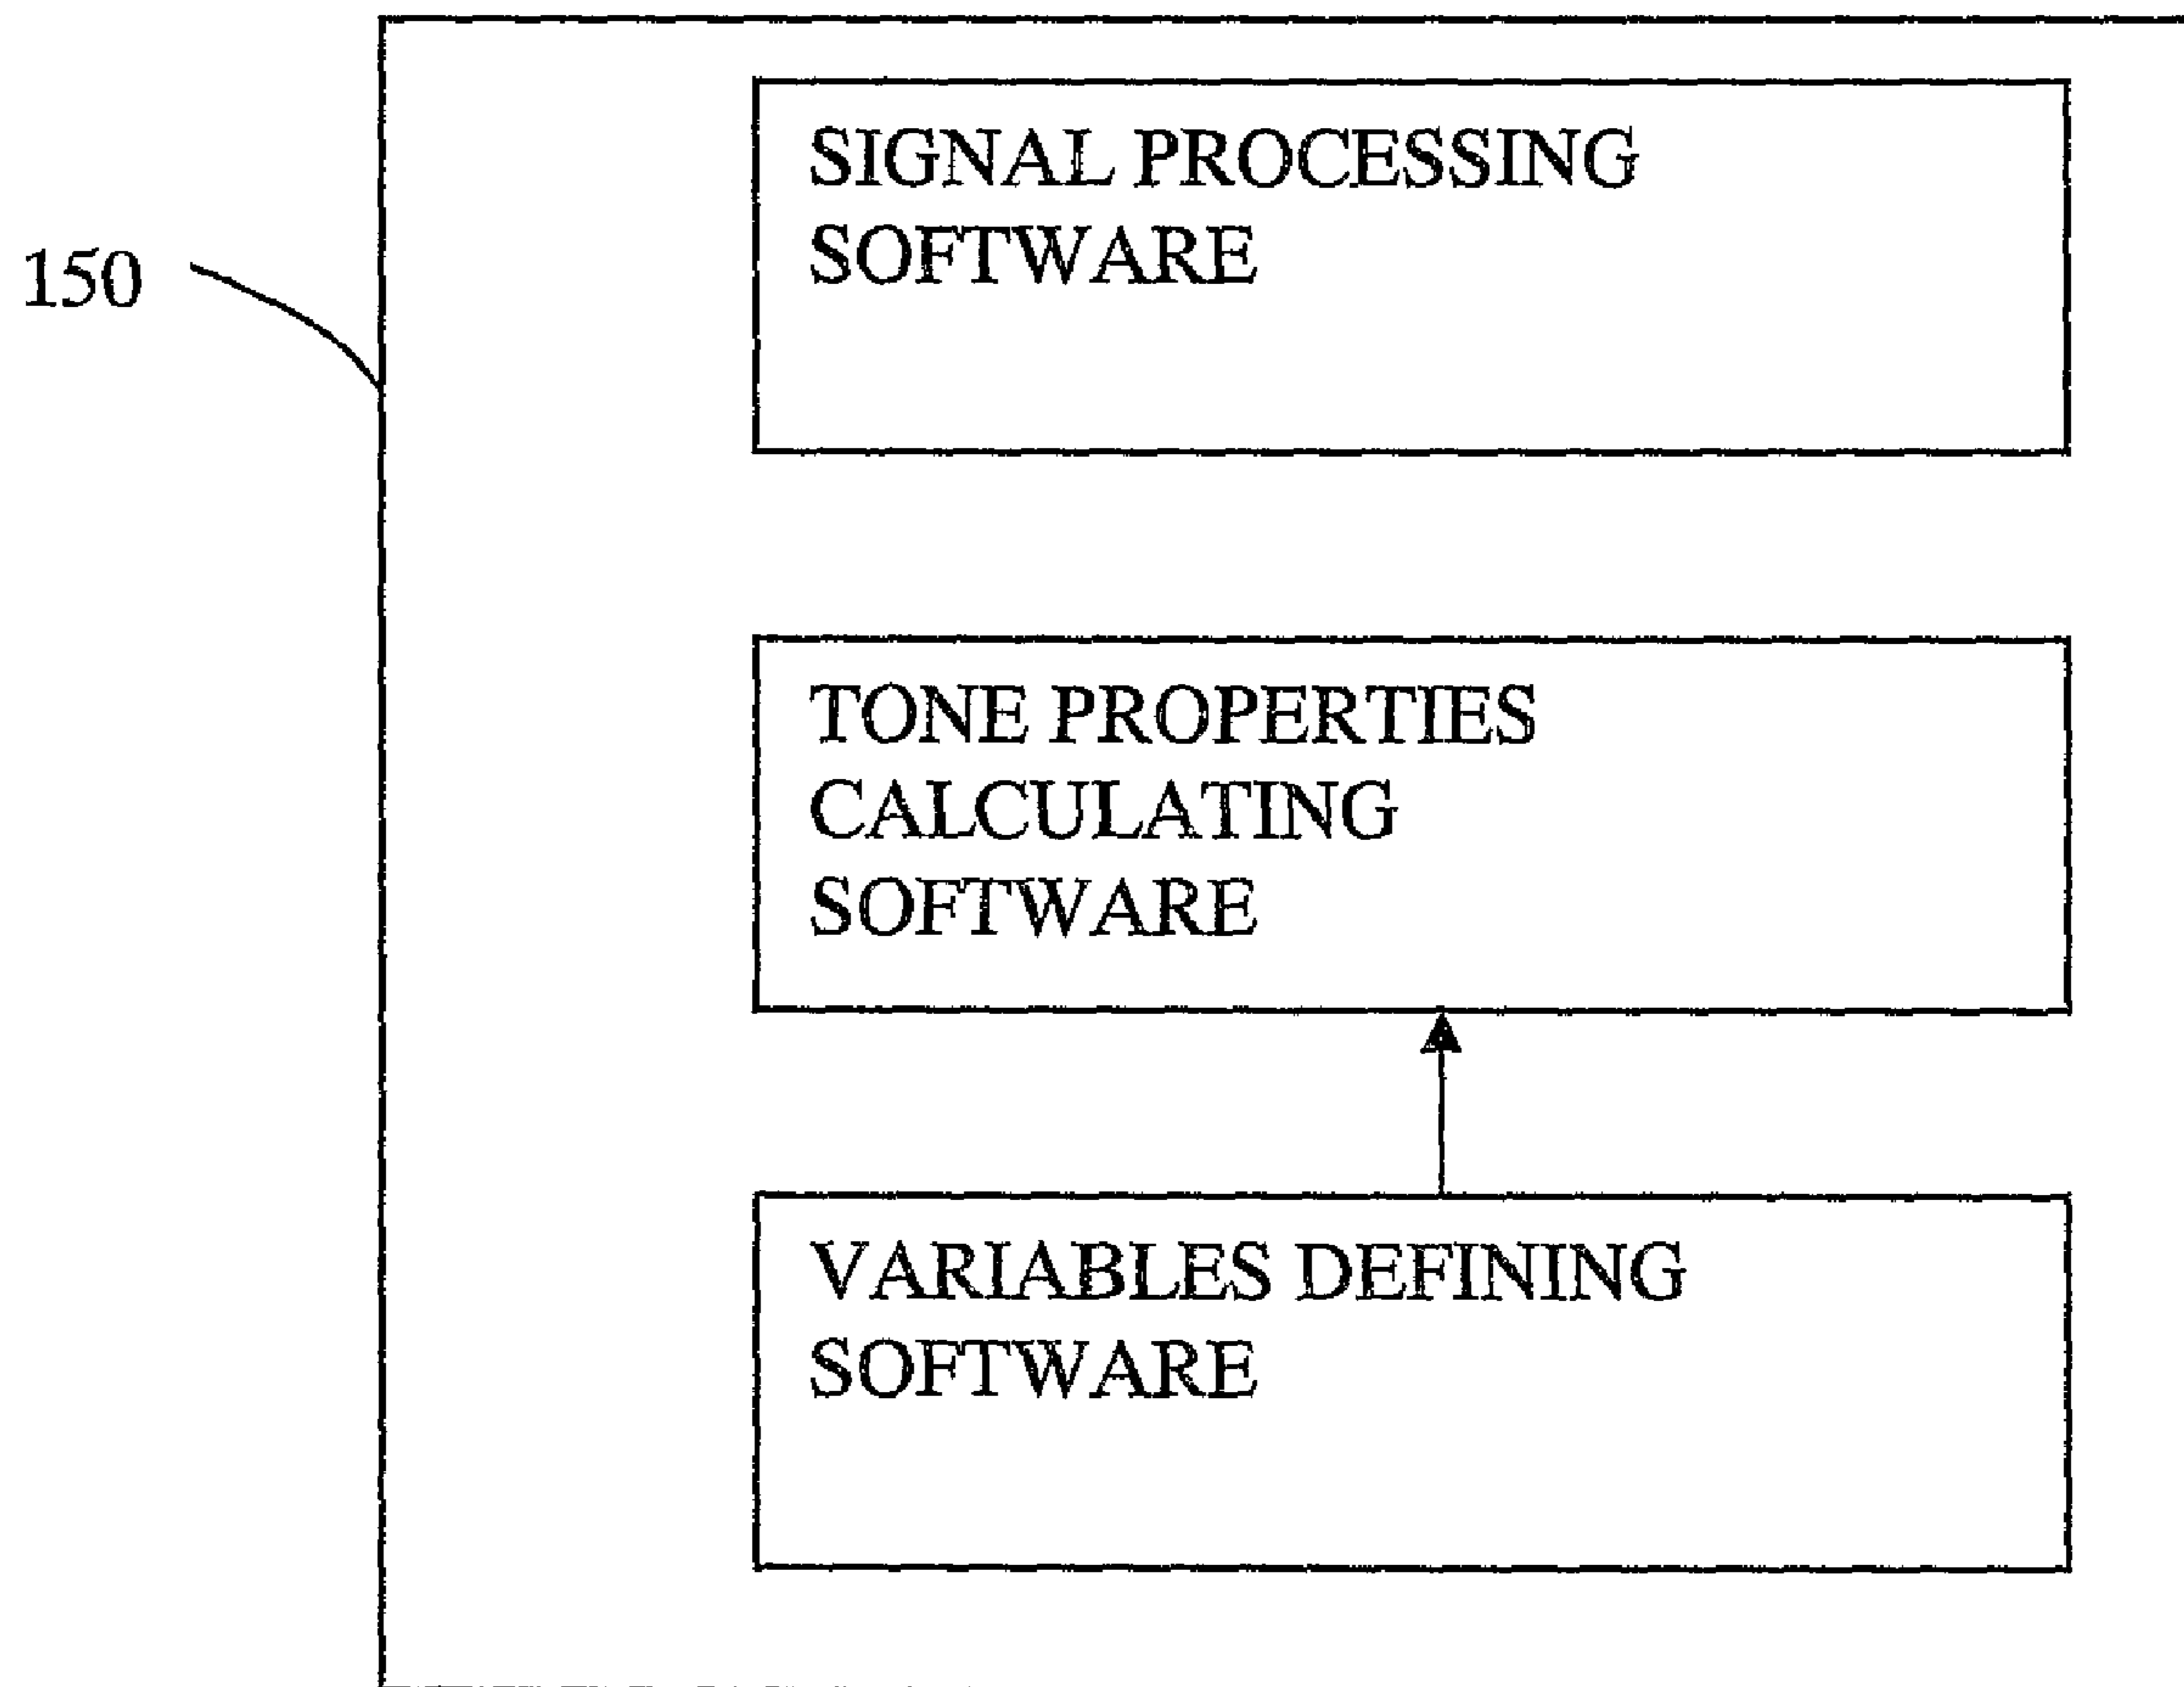 SIGNAL PROCESSING
SOFTWARE
150
TONE PROPERTIES
CALCULATING
SOFTWARE
VARIABLES DEFINING
SOFTWARE